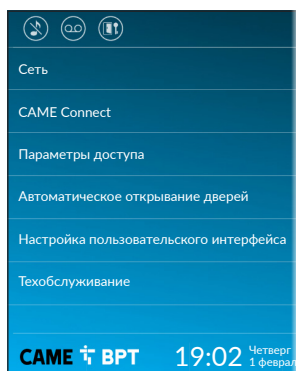 Сеть
CAME Connect
Параметры доступа
Автоматическое открывание дверей
Настройка пользовательского интерфейса
Техобслуживание
CAME BPT 19:02 Четверг
1 феврал